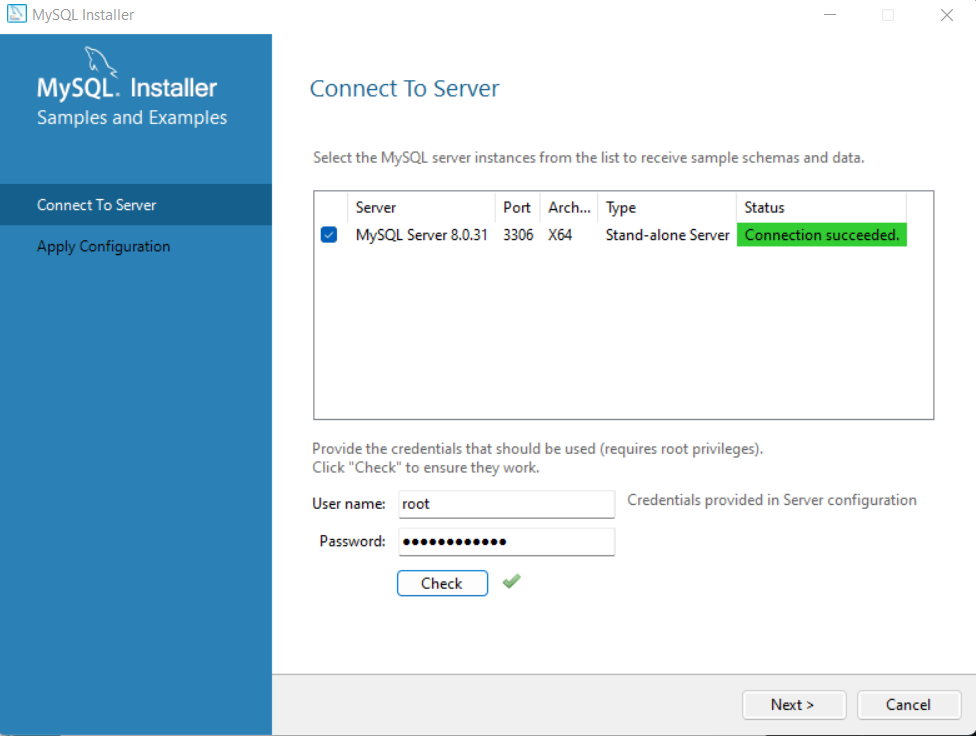 MySQL Installer
MySQL. Installer
Samples and Examples
Connect To Server
Apply Configuration
Connect To Server
Select the MySQL server instances from the list to receive sample schemas and data.
Server Port Arch... Type Status
MySQL Server 8.0.31 3306 X64 Stand-alone Server Connection succeeded.
Provide the credentials that should be used (requires root privileges).
Click "Check" to ensure they work.
User name: root Credentials provided in Server configuration
Password: ●●●●●●●●●●●●
Check
Next > Cancel